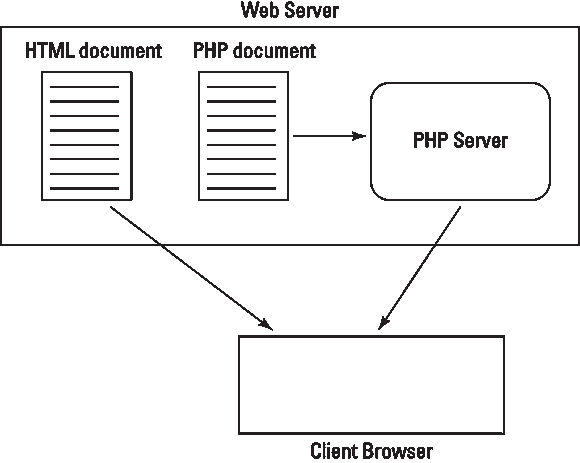 Web Server
HTML document
PHP document
PHP Server
Client Browser